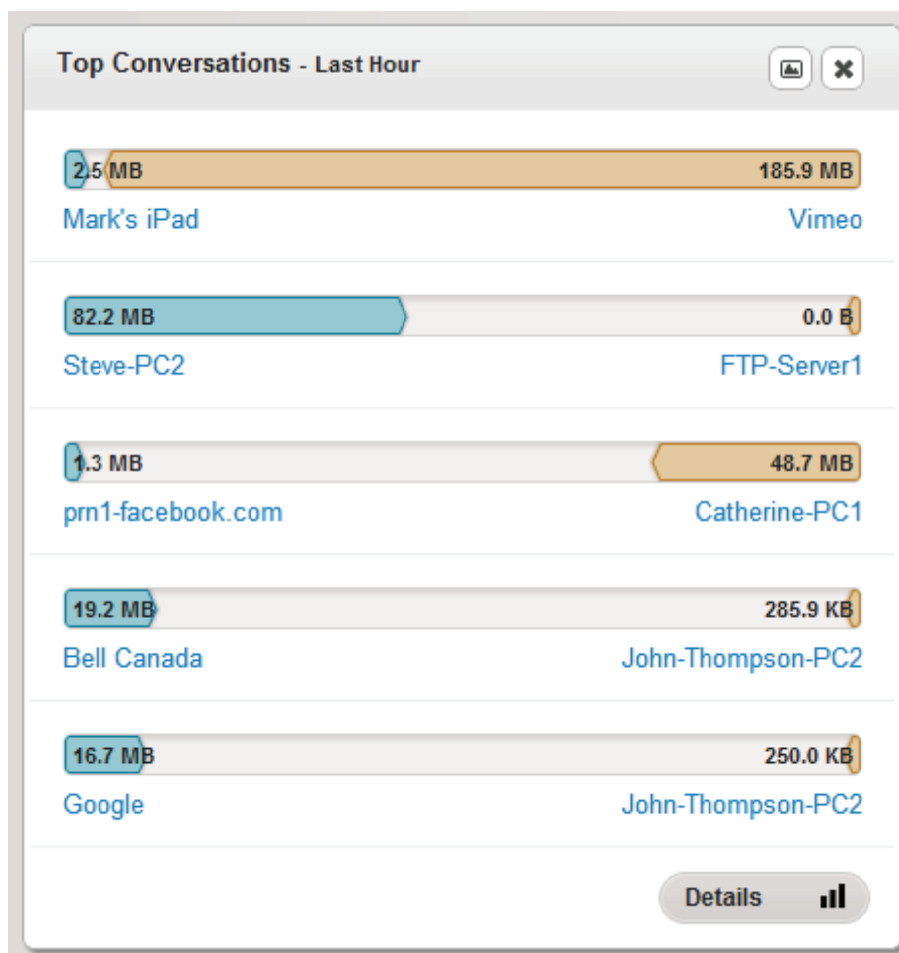 Top Conversations - Last Hour
2.5 MB 185.9 MB
Mark's iPad Vimeo
82.2 MB 0.0 B
Steve-PC2 FTP-Server1
1.3 MB 48.7 MB
prn1-facebook.com Catherine-PC1
19.2 MB 285.9 KB
Bell Canada John-Thompson-PC2
16.7 MB 250.0 KB
Google John-Thompson-PC2
Details